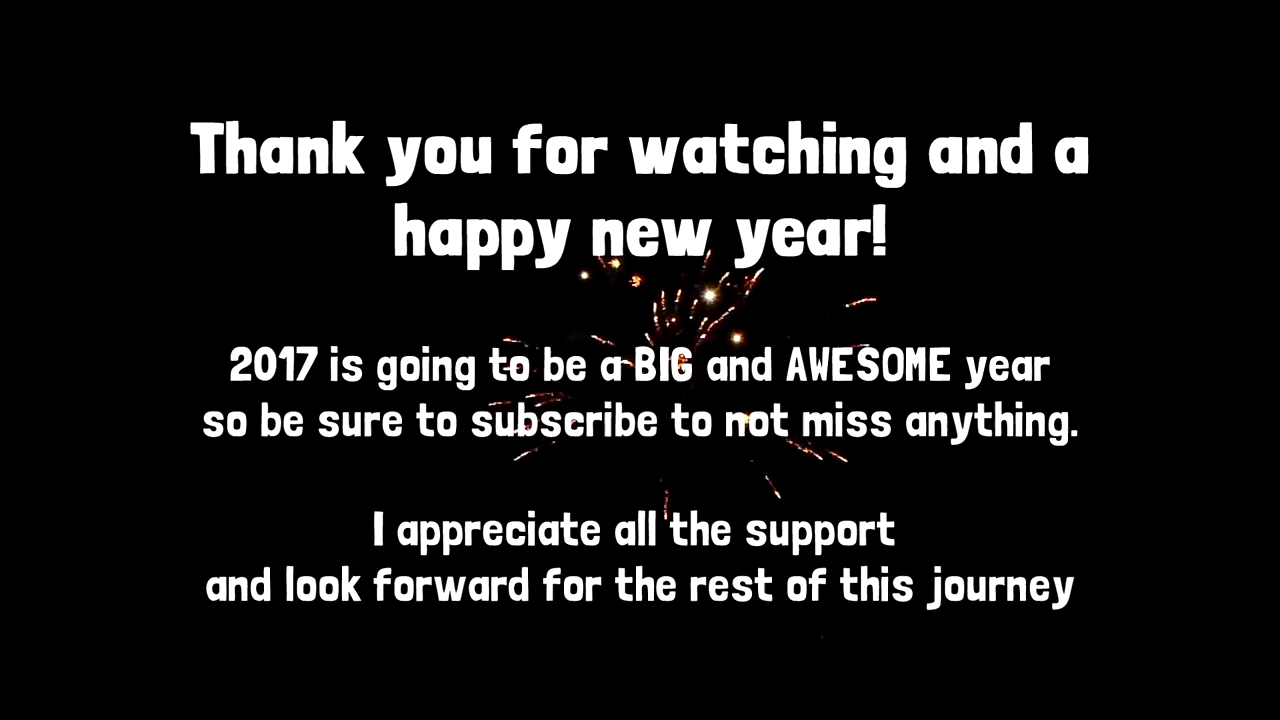 Thank you for watching and a
happy new year!
2017 is going to be a BIG and AWESOME year
so be sure to subscribe to not miss anything.
I appreciate all the support
and look forward for the rest of this journey